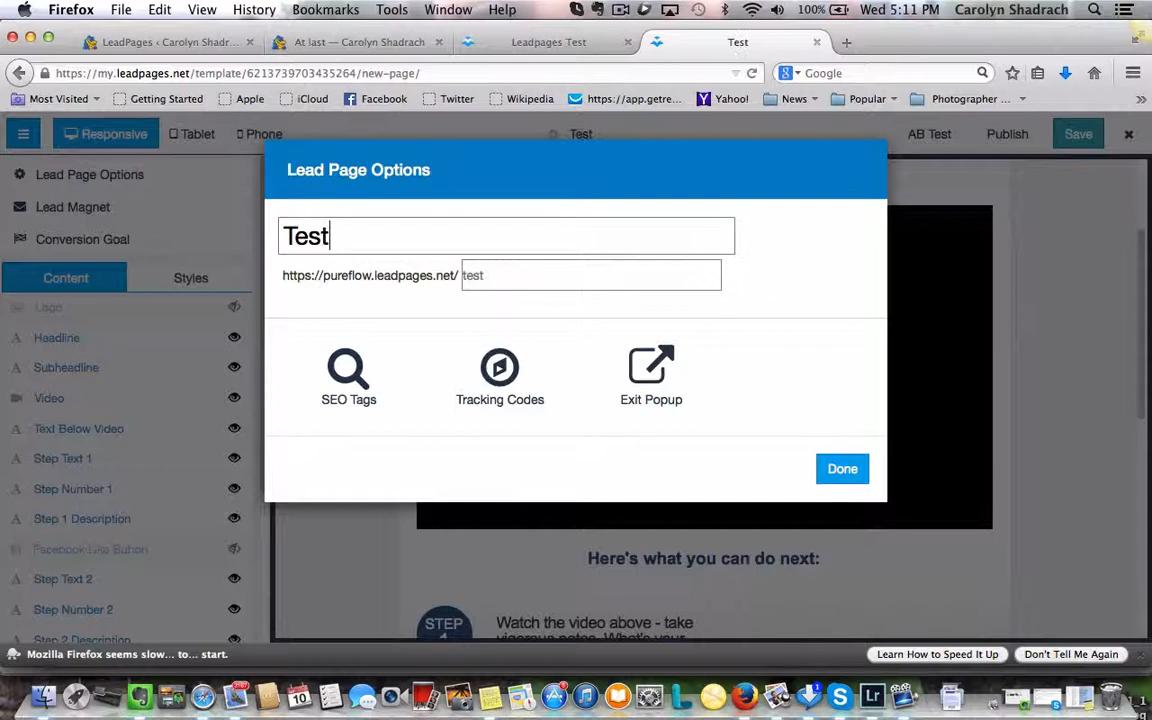 Firefox File Edit View History Bookmarks Tools Window Help 100% Wed 5:11 PM Carolyn Shadrach
LeadPages ‹ Carolyn Shadr... × At last — Carolyn Shadrach × Leadpages Test × Test × +
https://my.leadpages.net/template/6213739703435264/new-page/ Google
Most Visited Getting Started Apple iCloud Facebook Twitter Wikipedia https://app.getre... Yahoo! News Popular Photographer ... »
Responsive Tablet Phone Test AB Test Publish Save ×
Lead Page Options
Lead Magnet
Conversion Goal
Content Styles
Logo
Headline
Subheadline
Video
Text Below Video
Step Text 1
Step Number 1
Step 1 Description
Facebook Like Button
Step Text 2
Step Number 2
Step 2 Description
Lead Page Options
Test
https://pureflow.leadpages.net/ test
SEO Tags Tracking Codes Exit Popup
Done
Here's what you can do next:
STEP
1
Watch the video above - take
vigorous notes. What's your
Mozilla Firefox seems slow... to... start. Learn How to Speed It Up Don't Tell Me Again ×